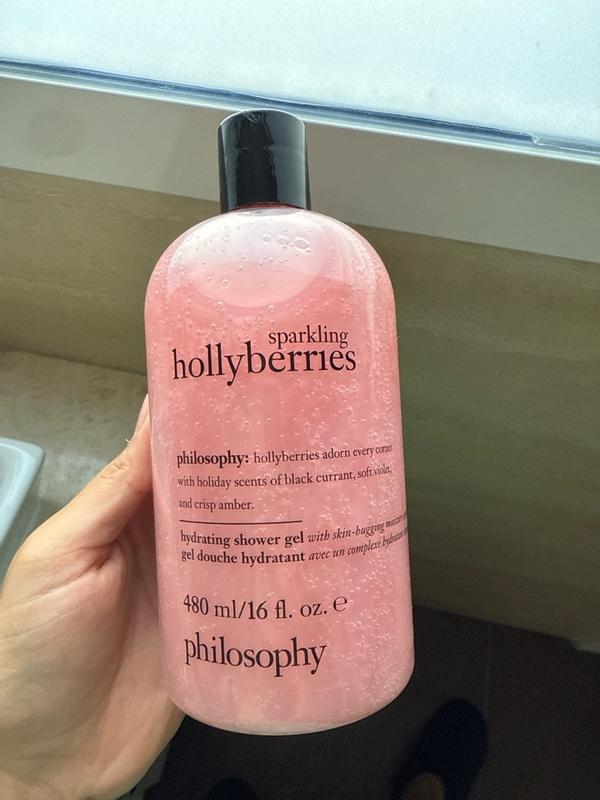 sparkling
hollyberries
philosophy: hollyberries adorn every corner
with holiday scents of black currant, soft violet,
and crisp amber.
hydrating shower gel with skin-hugging
gel douche hydratant avec un complexe hydratant
480 ml/16 fl. oz. ℮
philosophy